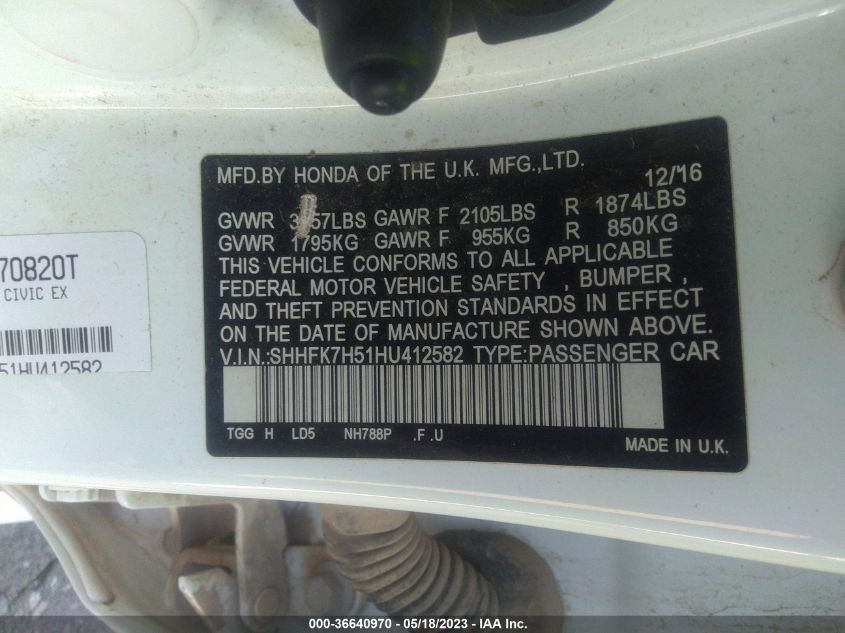 MFD.BY HONDA OF THE U.K. MFG.,LTD.
12/'16
GVWR GAWR F 2105LBS R 1874LBS
GVWR 1795KG GAWR F 955KG R 850KG
THIS VEHICLE CONFORMS TO ALL APPLICABLE
FEDERAL MOTOR VEHICLE SAFETY , BUMPER ,
AND THEFT PREVENTION STANDARDS IN EFFECT
ON THE DATE OF MANUFACTURE SHOWN ABOVE.
V.I.N.:SHHFK7H51HU412582 TYPE:PASSENGER CAR
TGG H LD5 NH788P .F .U
MADE IN U.K.
70820T
CIVIC EX
51HU412582
000-36640970 - 05/18/2023 - IAA Inc.